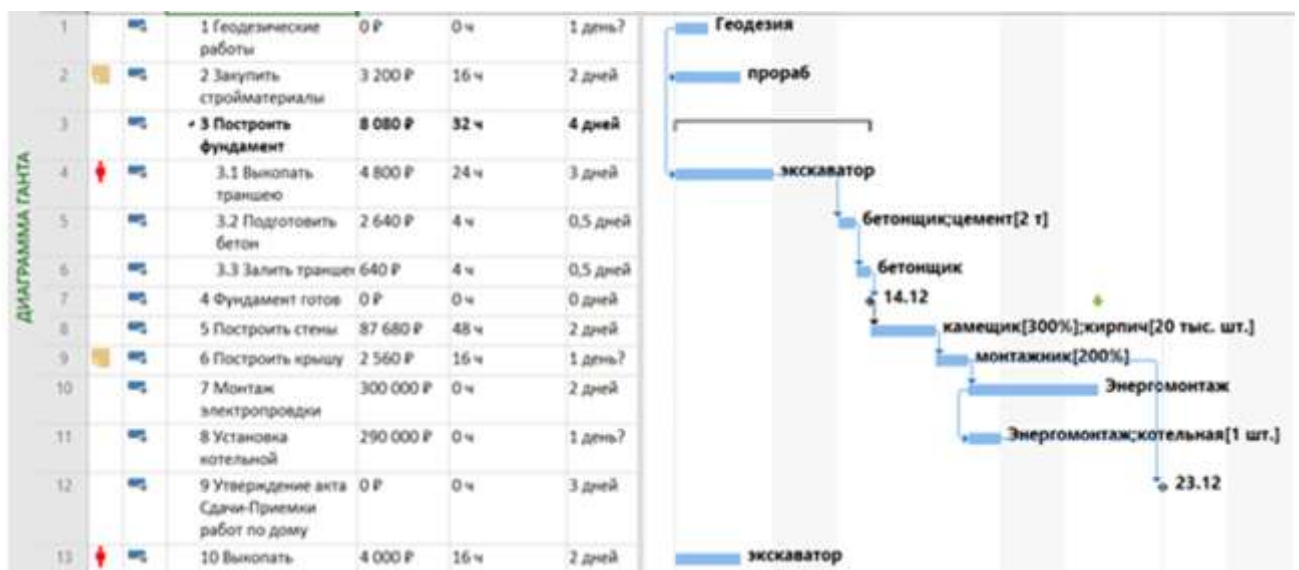 ДИАГРАММА ГАНТА
1 1 Геодезические 0 ₽ 0 ч 1 день? Геодезия
работы
2 2 Закупить 3 200 ₽ 16 ч 2 дней прораб
стройматериалы
3 3 Построить 8 080 ₽ 32 ч 4 дней
фундамент
4 3.1 Выкопать 4 800 ₽ 24 ч 3 дней экскаватор
траншею
5 3.2 Подготовить 2 640 ₽ 4 ч 0,5 дней бетонщик;цемент[2 т]
бетон
6 3.3 Залить траншею 640 ₽ 4 ч 0,5 дней бетонщик
7 4 Фундамент готов 0 ₽ 0 ч 0 дней 14.12
8 5 Построить стены 87 680 ₽ 48 ч 2 дней камещик[300%];кирпич[20 тыс. шт.]
9 6 Построить крышу 2 560 ₽ 16 ч 1 день? монтажник[200%]
10 7 Монтаж 300 000 ₽ 0 ч 2 дней Энергомонтаж
электропровдки
11 8 Установка 290 000 ₽ 0 ч 1 день? Энергомонтаж;котельная[1 шт.]
котельной
12 9 Утверждение акта 0 ₽ 0 ч 3 дней 23.12
Сдачи-Приемки
работ по дому
13 10 Выкопать 4 000 ₽ 16 ч 2 дней экскаватор